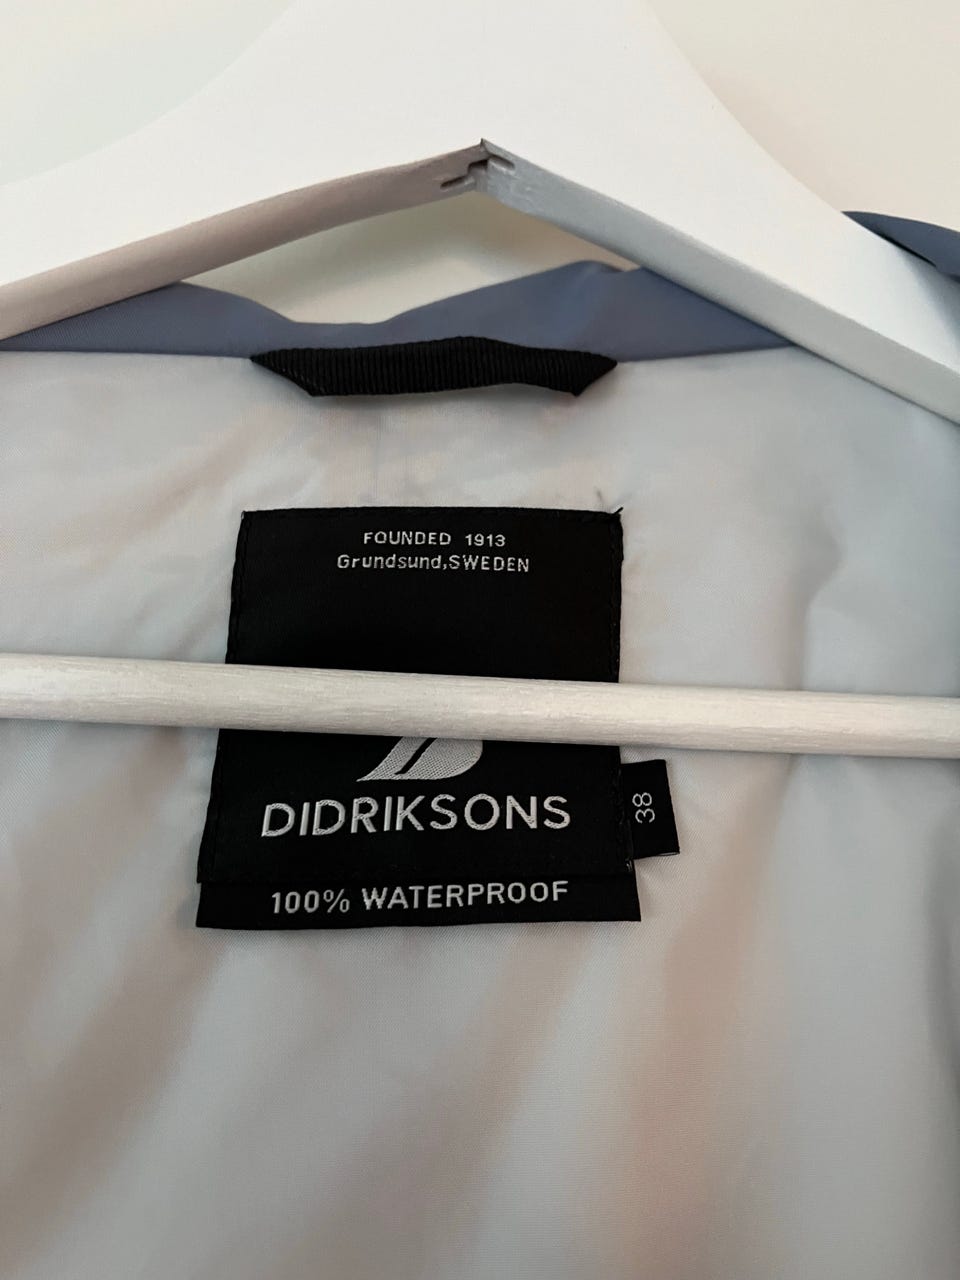 FOUNDED 1913
Grundsund,SWEDEN
DIDRIKSONS
38
100% WATERPROOF